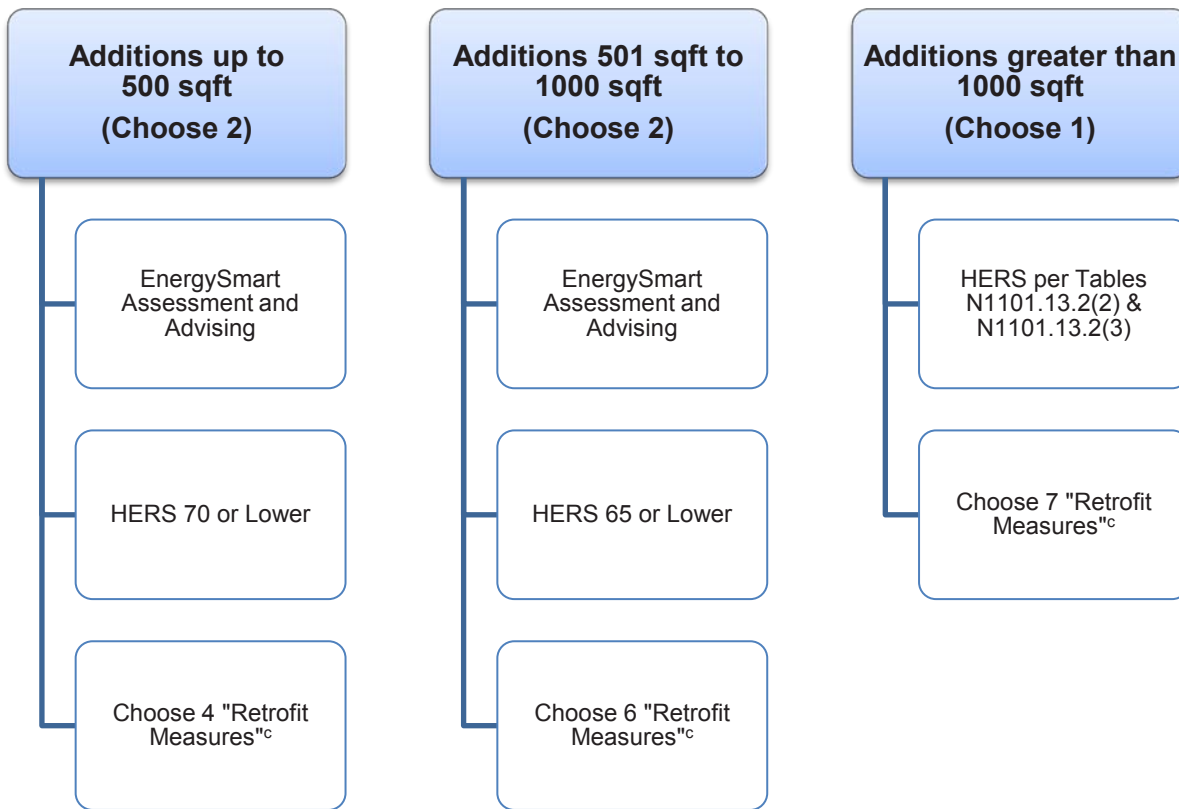 Additions up to
500 sqft
(Choose 2)
EnergySmart
Assessment and
Advising
HERS 70 or Lower
Choose 4 "Retrofit
Measures"c
Additions 501 sqft to
1000 sqft
(Choose 2)
EnergySmart
Assessment and
Advising
HERS 65 or Lower
Choose 6 "Retrofit
Measures"c
Additions greater than
1000 sqft
(Choose 1)
HERS per Tables
N1101.13.2(2) &
N1101.13.2(3)
Choose 7 "Retrofit
Measures"c